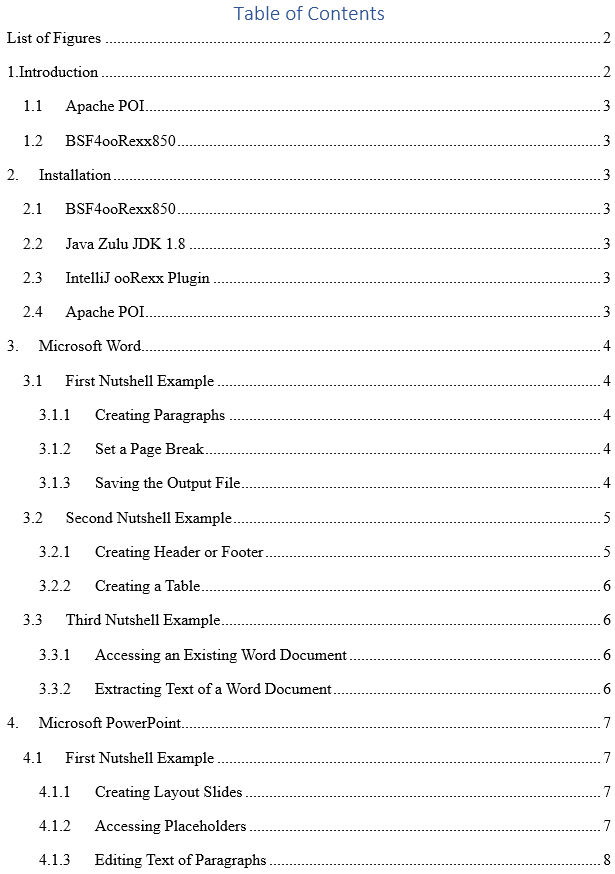 Table of Contents
List of Figures ........ 2
1.Introduction ........ 2
1.1 Apache POI ........ 3
1.2 BSF4ooRexx850 ........ 3
2. Installation ........ 3
2.1 BSF4ooRexx850 ........ 3
2.2 Java Zulu JDK 1.8 ........ 3
2.3 IntelliJ ooRexx Plugin ........ 3
2.4 Apache POI ........ 3
3. Microsoft Word ........ 4
3.1 First Nutshell Example ........ 4
3.1.1 Creating Paragraphs ........ 4
3.1.2 Set a Page Break ........ 4
3.1.3 Saving the Output File ........ 4
3.2 Second Nutshell Example ........ 5
3.2.1 Creating Header or Footer ........ 5
3.2.2 Creating a Table ........ 6
3.3 Third Nutshell Example ........ 6
3.3.1 Accessing an Existing Word Document ........ 6
3.3.2 Extracting Text of a Word Document ........ 6
4. Microsoft PowerPoint ........ 7
4.1 First Nutshell Example ........ 7
4.1.1 Creating Layout Slides ........ 7
4.1.2 Accessing Placeholders ........ 7
4.1.3 Editing Text of Paragraphs ........ 8